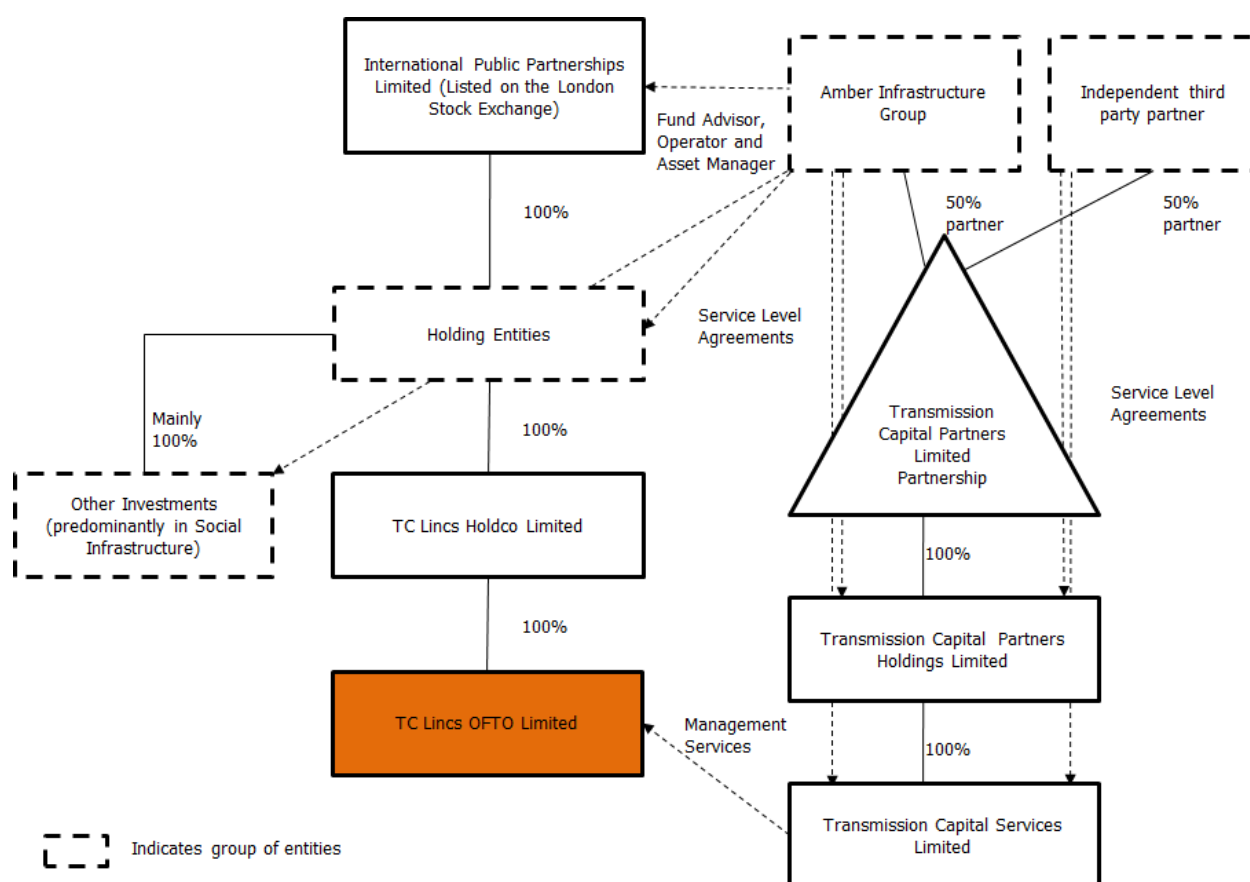 International Public Partnerships
Limited (Listed on the London
Stock Exchange)
Amber Infrastructure
Group
Independent third
party partner
Fund Advisor,
Operator and
Asset Manager
100%
50%
partner
50%
partner
Holding Entities
Service Level
Agreements
Mainly
100%
100%
Transmission
Capital Partners
Limited
Partnership
Service Level
Agreements
Other Investments
(predominantly in Social
Infrastructure)
TC Lincs Holdco Limited
100%
100%
Transmission Capital Partners
Holdings Limited
TC Lincs OFTO Limited
Management
Services
100%
Transmission Capital Services
Limited
Indicates group of entities